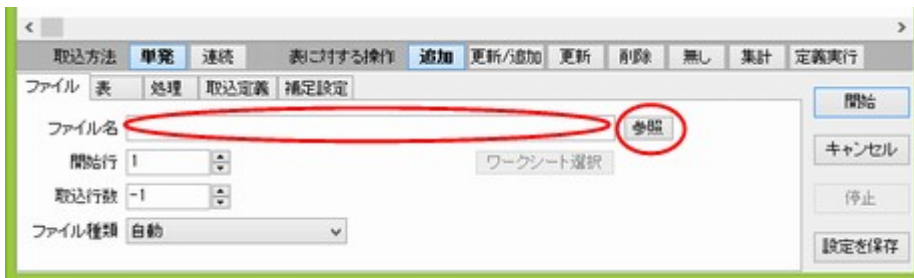 取込方法 単発 連続 表に対する操作 追加 更新/追加 更新 削除 無し 集計 定義実行
ファイル 表 処理 取込定義 補足設定
開始
ファイル名 参照
キャンセル
開始行 1 ワークシート選択
取込行数 -1
停止
ファイル種類 自動
設定を保存